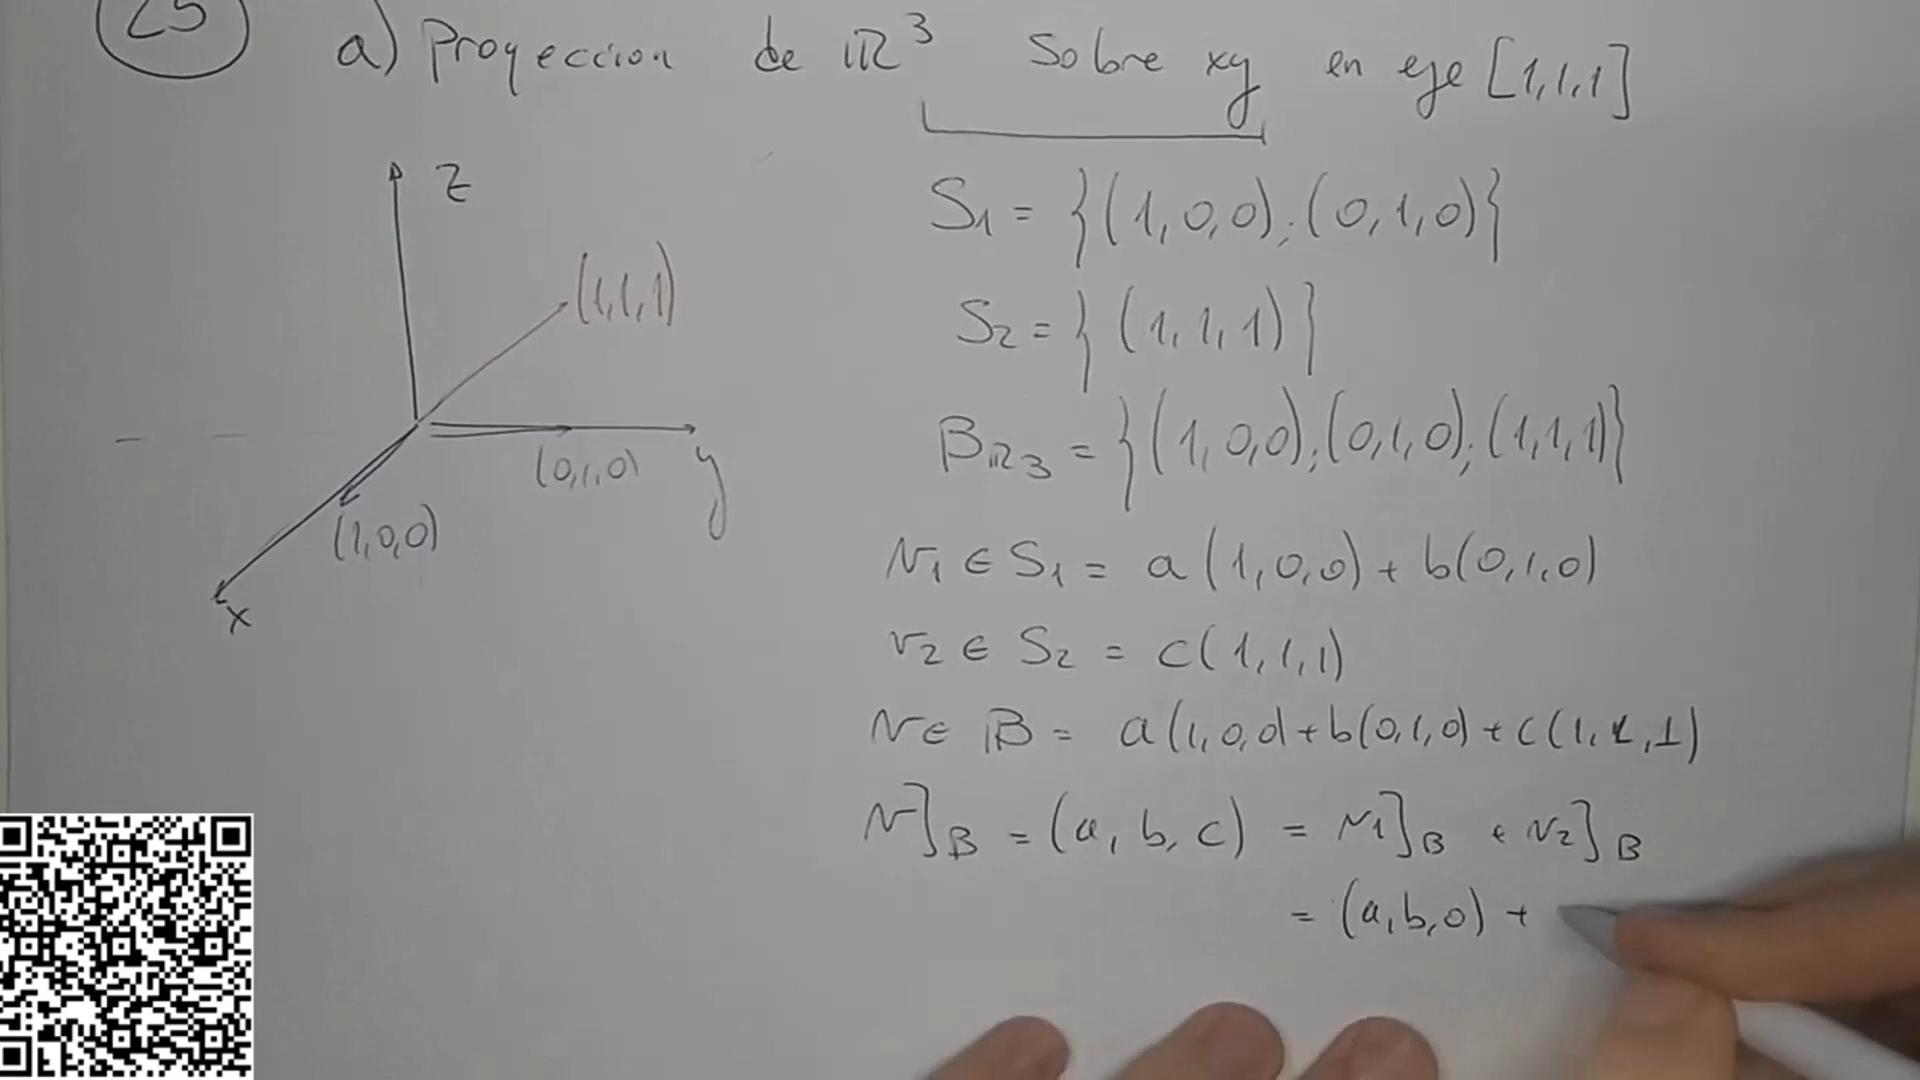 25 a) Proyeccion de IR³ Sobre xy en eje [1,1,1]
z
(1,1,1)
(0,1,0)
y
(1,0,0)
x
S1 = {(1,0,0);(0,1,0)}
S2 = {(1,1,1)}
BIR3 = {(1,0,0);(0,1,0);(1,1,1)}
v1 ∈ S1 = a(1,0,0) + b(0,1,0)
v2 ∈ S2 = c(1,1,1)
v ∈ B = a(1,0,0)+b(0,1,0)+c(1,1,1)
v]B = (a,b,c) = v1]B + v2]B
= (a,b,0) +